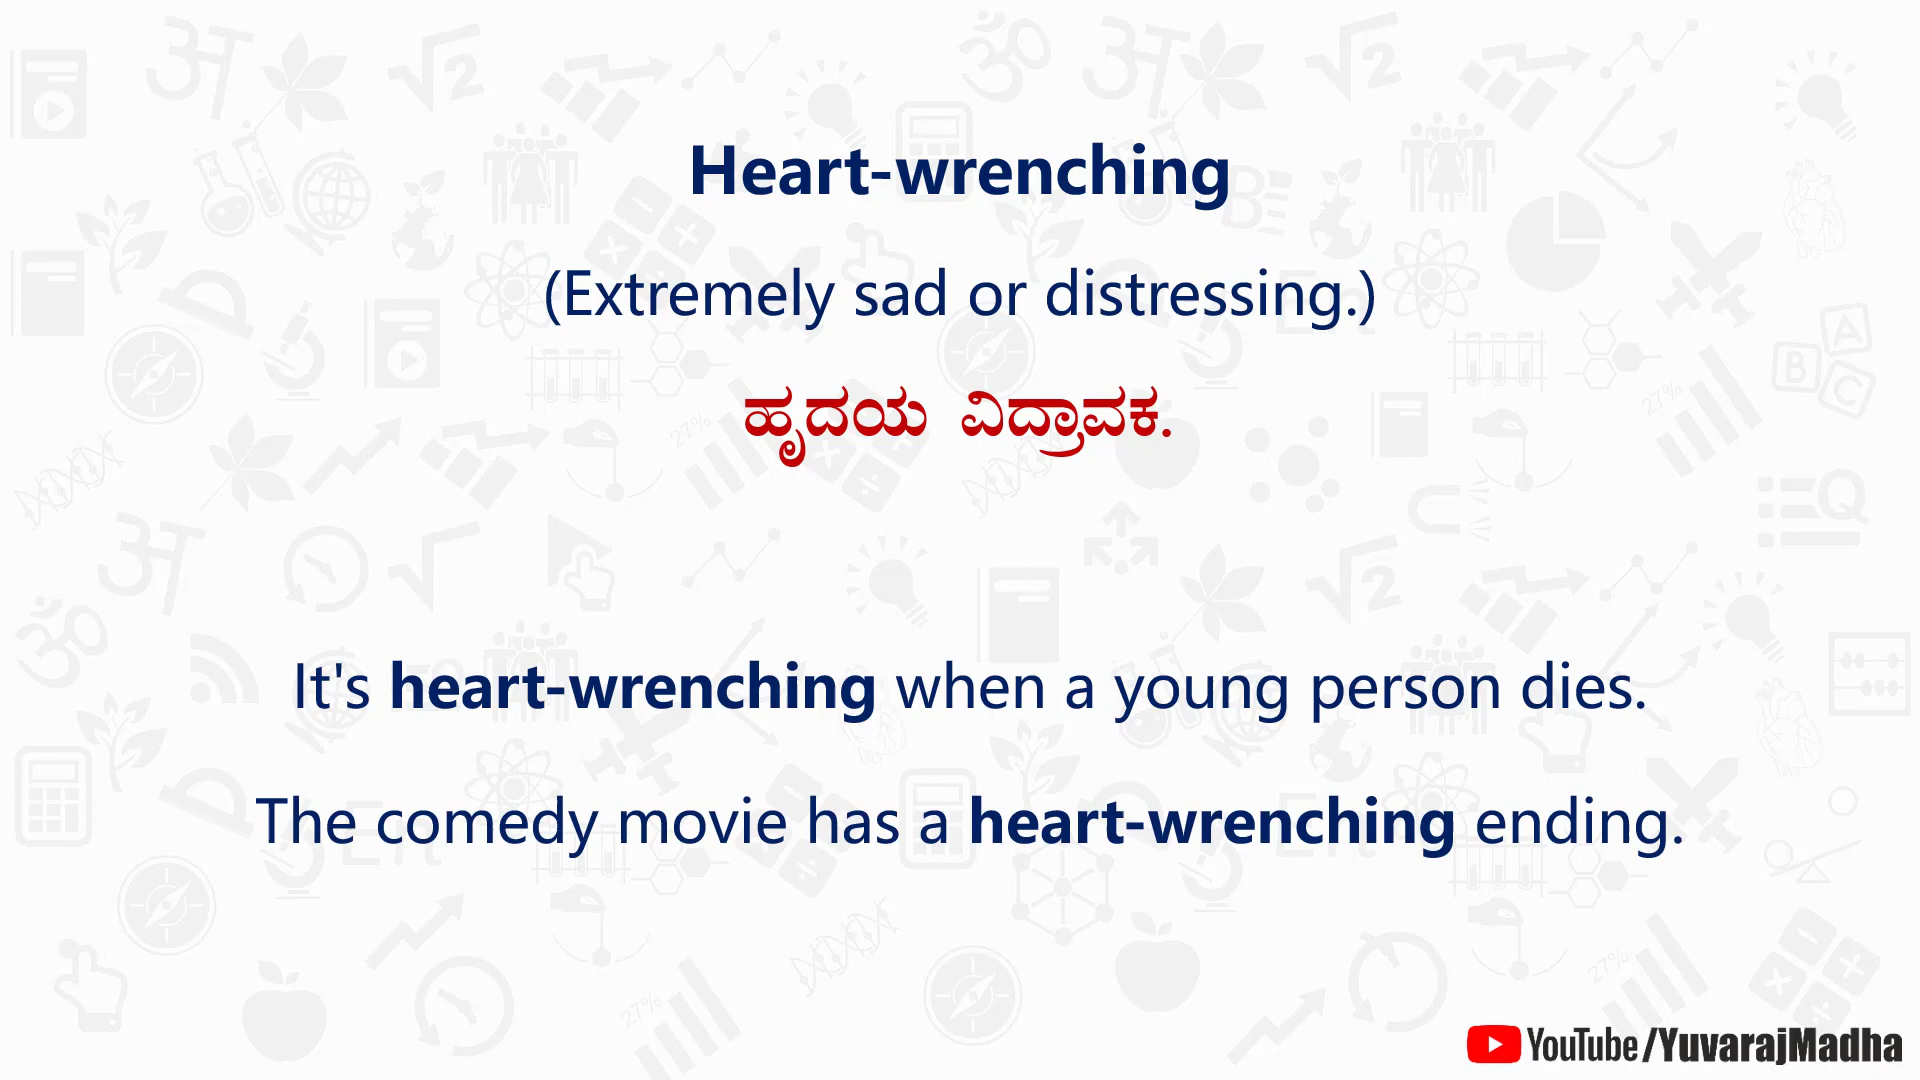 Heart-wrenching
(Extremely sad or distressing.)
ಹೃದಯ ವಿದ್ರಾವಕ.
It's heart-wrenching when a young person dies.
The comedy movie has a heart-wrenching ending.
YouTube/YuvarajMadha